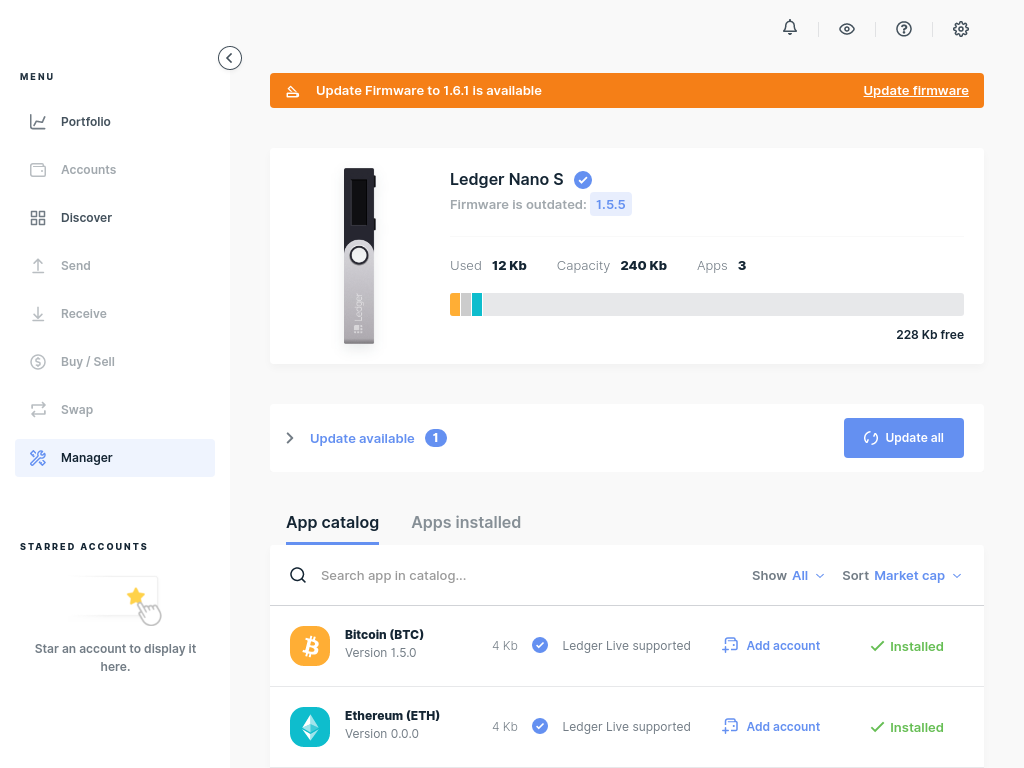 MENU
Portfolio
Accounts
Discover
Send
Receive
Buy / Sell
Swap
Manager
STARRED ACCOUNTS
Star an account to display it
here.
Update Firmware to 1.6.1 is available
Update firmware
Ledger
Ledger Nano S
Firmware is outdated: 1.5.5
Used 12 Kb Capacity 240 Kb Apps 3
228 Kb free
Update available 1
Update all
App catalog Apps installed
Search app in catalog...
Show All Sort Market cap
Bitcoin (BTC)
Version 1.5.0
4 Kb Ledger Live supported Add account Installed
Ethereum (ETH)
Version 0.0.0
4 Kb Ledger Live supported Add account Installed